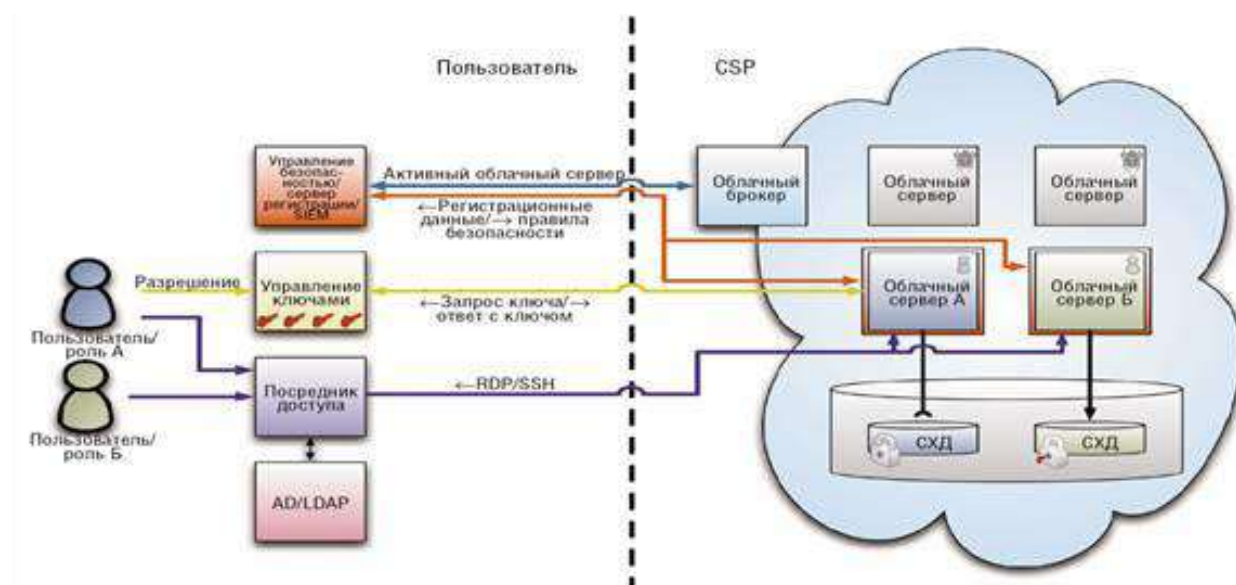 Пользователь
CSP
Управление
безопас-
ностью/
сервер
регистрации/
SIEM
Активный облачный сервер
←Регистрационные
данные/→ правила
безопасности
Облачный
брокер
Облачный
сервер
Облачный
сервер
Разрешение
Управление
ключами
←Запрос ключа/→
ответ с ключом
Облачный
сервер А
Облачный
сервер Б
Пользователь/
роль А
Посредник
доступа
←RDP/SSH
Пользователь/
роль Б
СХД
СХД
AD/LDAP